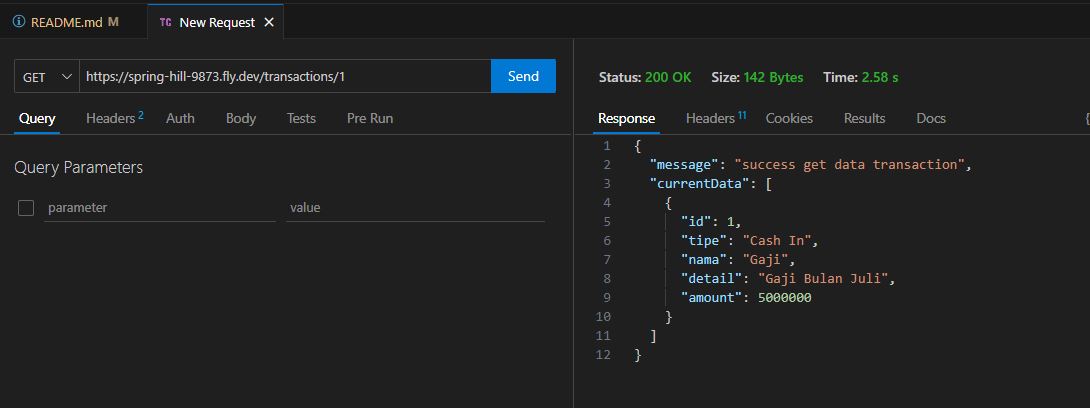 README.md M
TC New Request
GET https://spring-hill-9873.fly.dev/transactions/1 Send
Query Headers 2 Auth Body Tests Pre Run
Query Parameters
parameter value
Status: 200 OK Size: 142 Bytes Time: 2.58 s
Response Headers 11 Cookies Results Docs {
1 {
2 "message": "success get data transaction",
3 "currentData": [
4 {
5 "id": 1,
6 "tipe": "Cash In",
7 "nama": "Gaji",
8 "detail": "Gaji Bulan Juli",
9 "amount": 5000000
10 }
11 ]
12 }